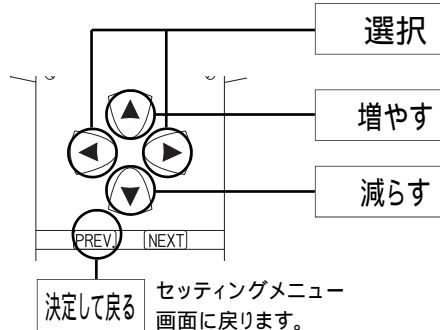 選択
増やす
減らす
PREV.
NEXT
決定して戻る
セッティングメニュー
画面に戻ります。